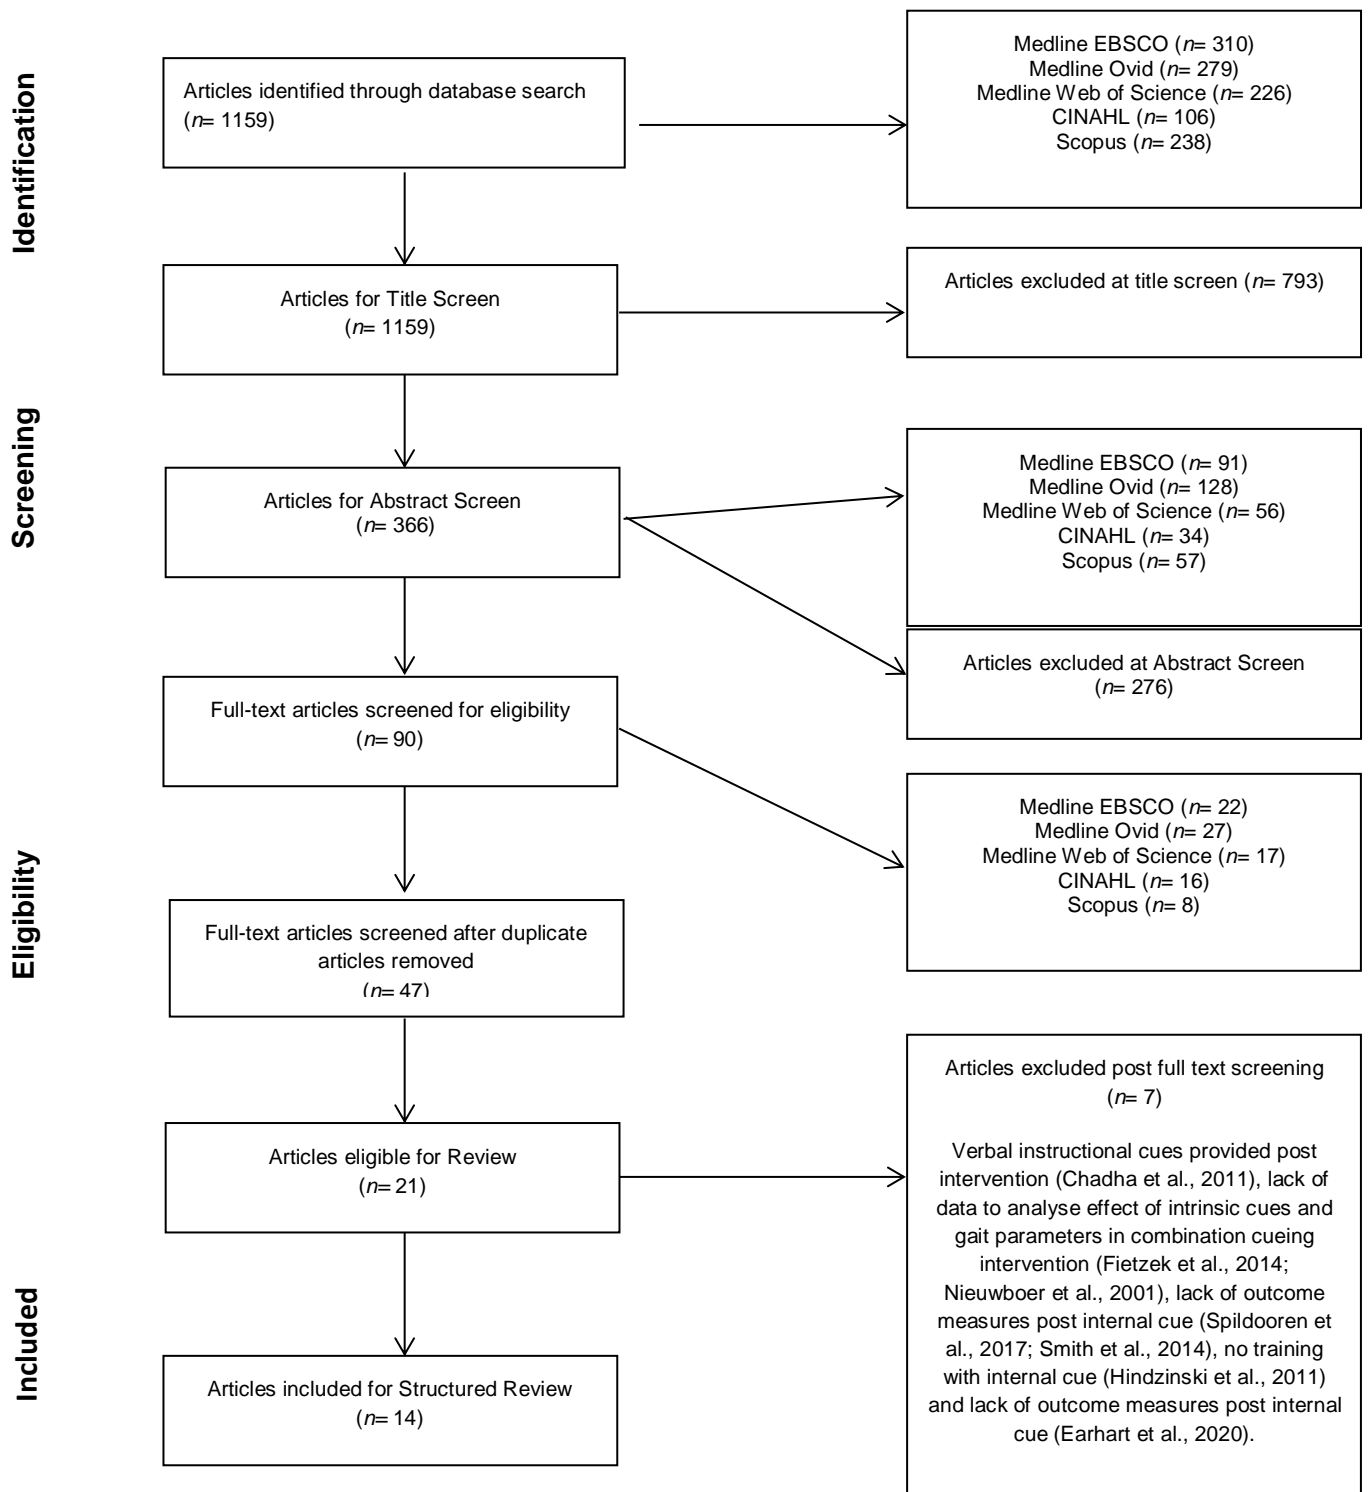 Identification
Articles identified through database search
(n= 1159)
Medline EBSCO (n= 310)
Medline Ovid (n= 279)
Medline Web of Science (n= 226)
CINAHL (n= 106)
Scopus (n= 238)
Articles for Title Screen
(n= 1159)
Articles excluded at title screen (n= 793)
Screening
Articles for Abstract Screen
(n= 366)
Medline EBSCO (n= 91)
Medline Ovid (n= 128)
Medline Web of Science (n= 56)
CINAHL (n= 34)
Scopus (n= 57)
Articles excluded at Abstract Screen
(n= 276)
Full-text articles screened for eligibility
(n= 90)
Medline EBSCO (n= 22)
Medline Ovid (n= 27)
Medline Web of Science (n= 17)
CINAHL (n= 16)
Scopus (n= 8)
Eligibility
Full-text articles screened after duplicate
articles removed
(n= 47)
Articles eligible for Review
(n= 21)
Articles excluded post full text screening
(n= 7)
Verbal instructional cues provided post
intervention (Chadha et al., 2011), lack of
data to analyse effect of intrinsic cues and
gait parameters in combination cueing
intervention (Fietzek et al., 2014;
Nieuwboer et al., 2001), lack of outcome
measures post internal cue (Spildooren et
al., 2017; Smith et al., 2014), no training
with internal cue (Hindzinski et al., 2011)
and lack of outcome measures post internal
cue (Earhart et al., 2020).
Included
Articles included for Structured Review
(n= 14)